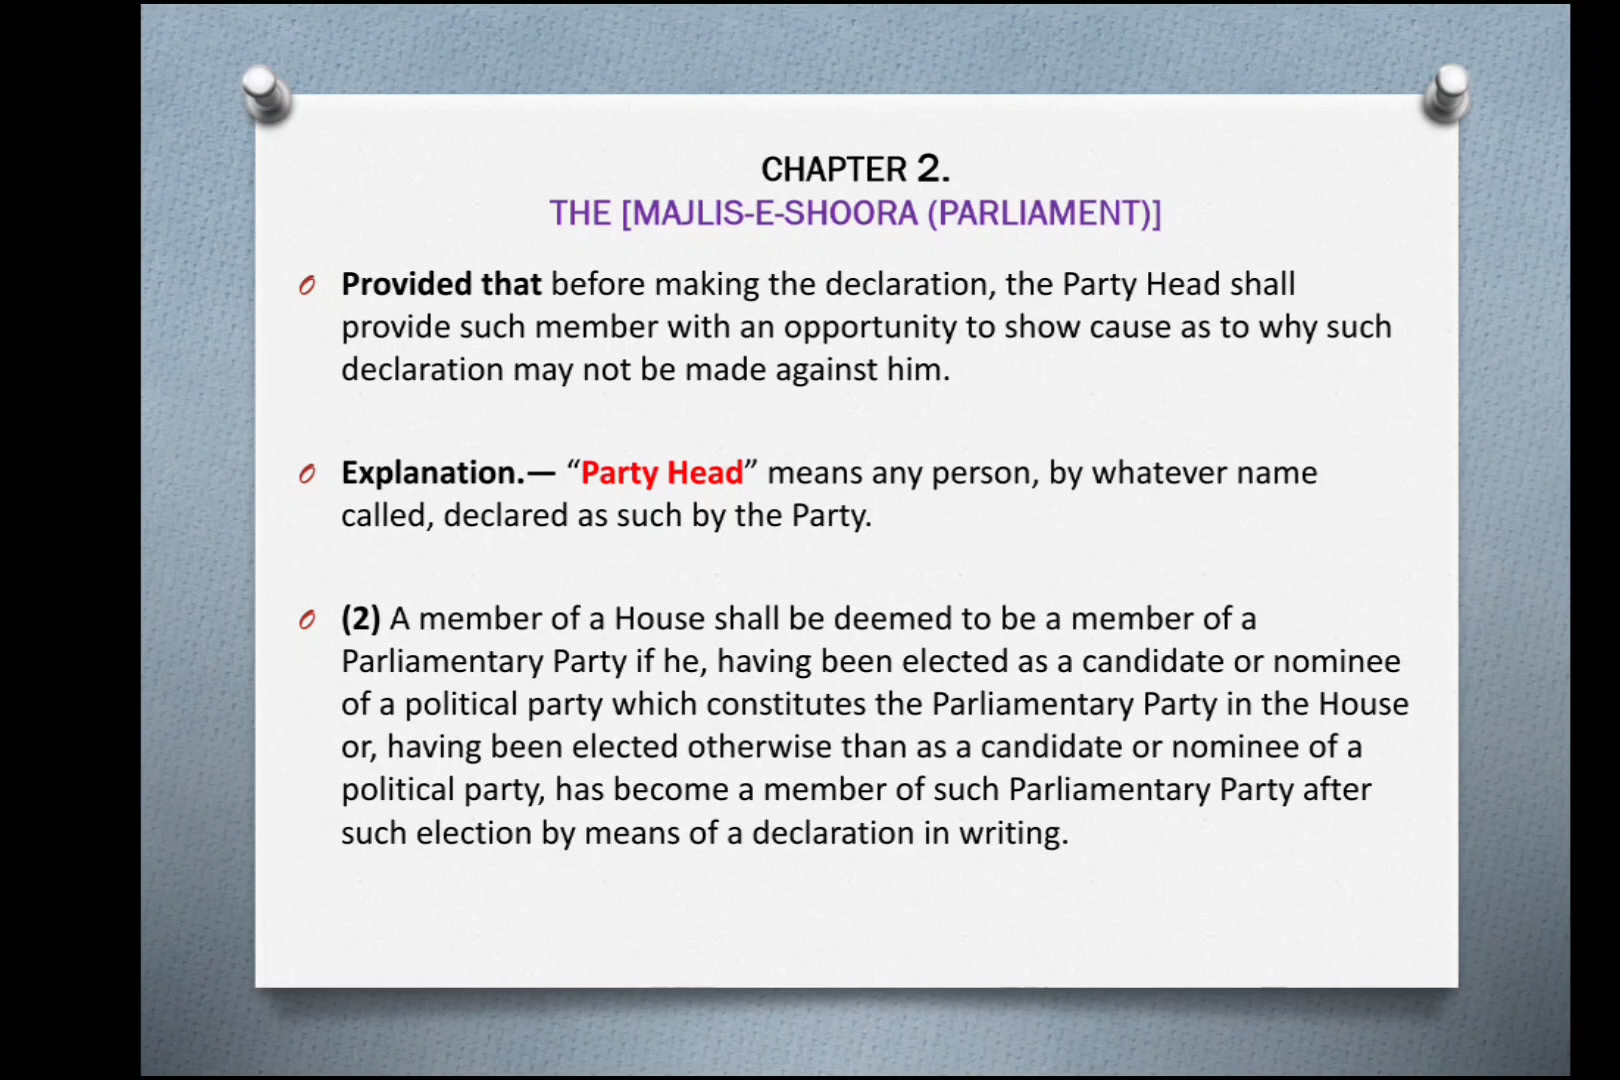 CHAPTER 2.
THE [MAJLIS-E-SHOORA (PARLIAMENT)]
Provided that before making the declaration, the Party Head shall
provide such member with an opportunity to show cause as to why such
declaration may not be made against him.
Explanation.— “Party Head” means any person, by whatever name
called, declared as such by the Party.
(2) A member of a House shall be deemed to be a member of a
Parliamentary Party if he, having been elected as a candidate or nominee
of a political party which constitutes the Parliamentary Party in the House
or, having been elected otherwise than as a candidate or nominee of a
political party, has become a member of such Parliamentary Party after
such election by means of a declaration in writing.